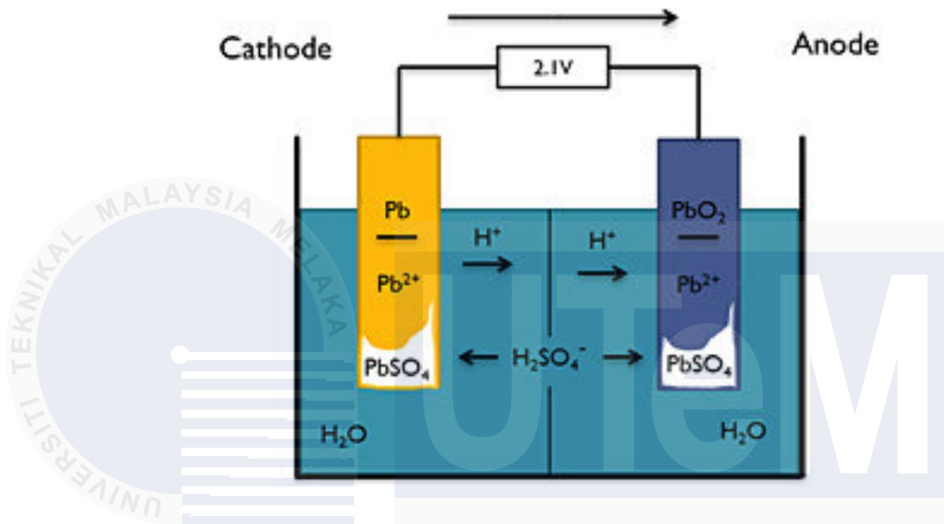 Cathode
Anode
2.1V
Pb
PbO₂
H⁺
H⁺
Pb²⁺
Pb²⁺
PbSO₄
H₂SO₄⁻
PbSO₄
H₂O
H₂O
UNIVERSITI TEKNIKAL MALAYSIA MELAKA
UTeM